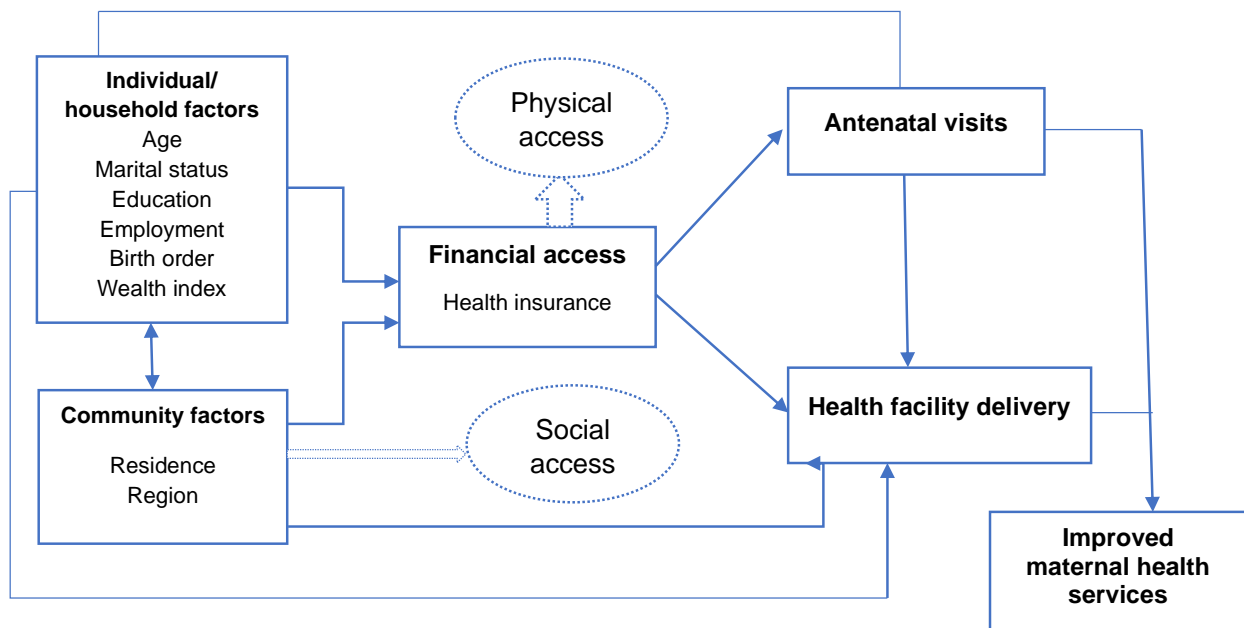 Individual/
household factors
Age
Marital status
Education
Employment
Birth order
Wealth index
Community factors
Residence
Region
Physical
access
Financial access
Health insurance
Social
access
Antenatal visits
Health facility delivery
Improved
maternal health
services